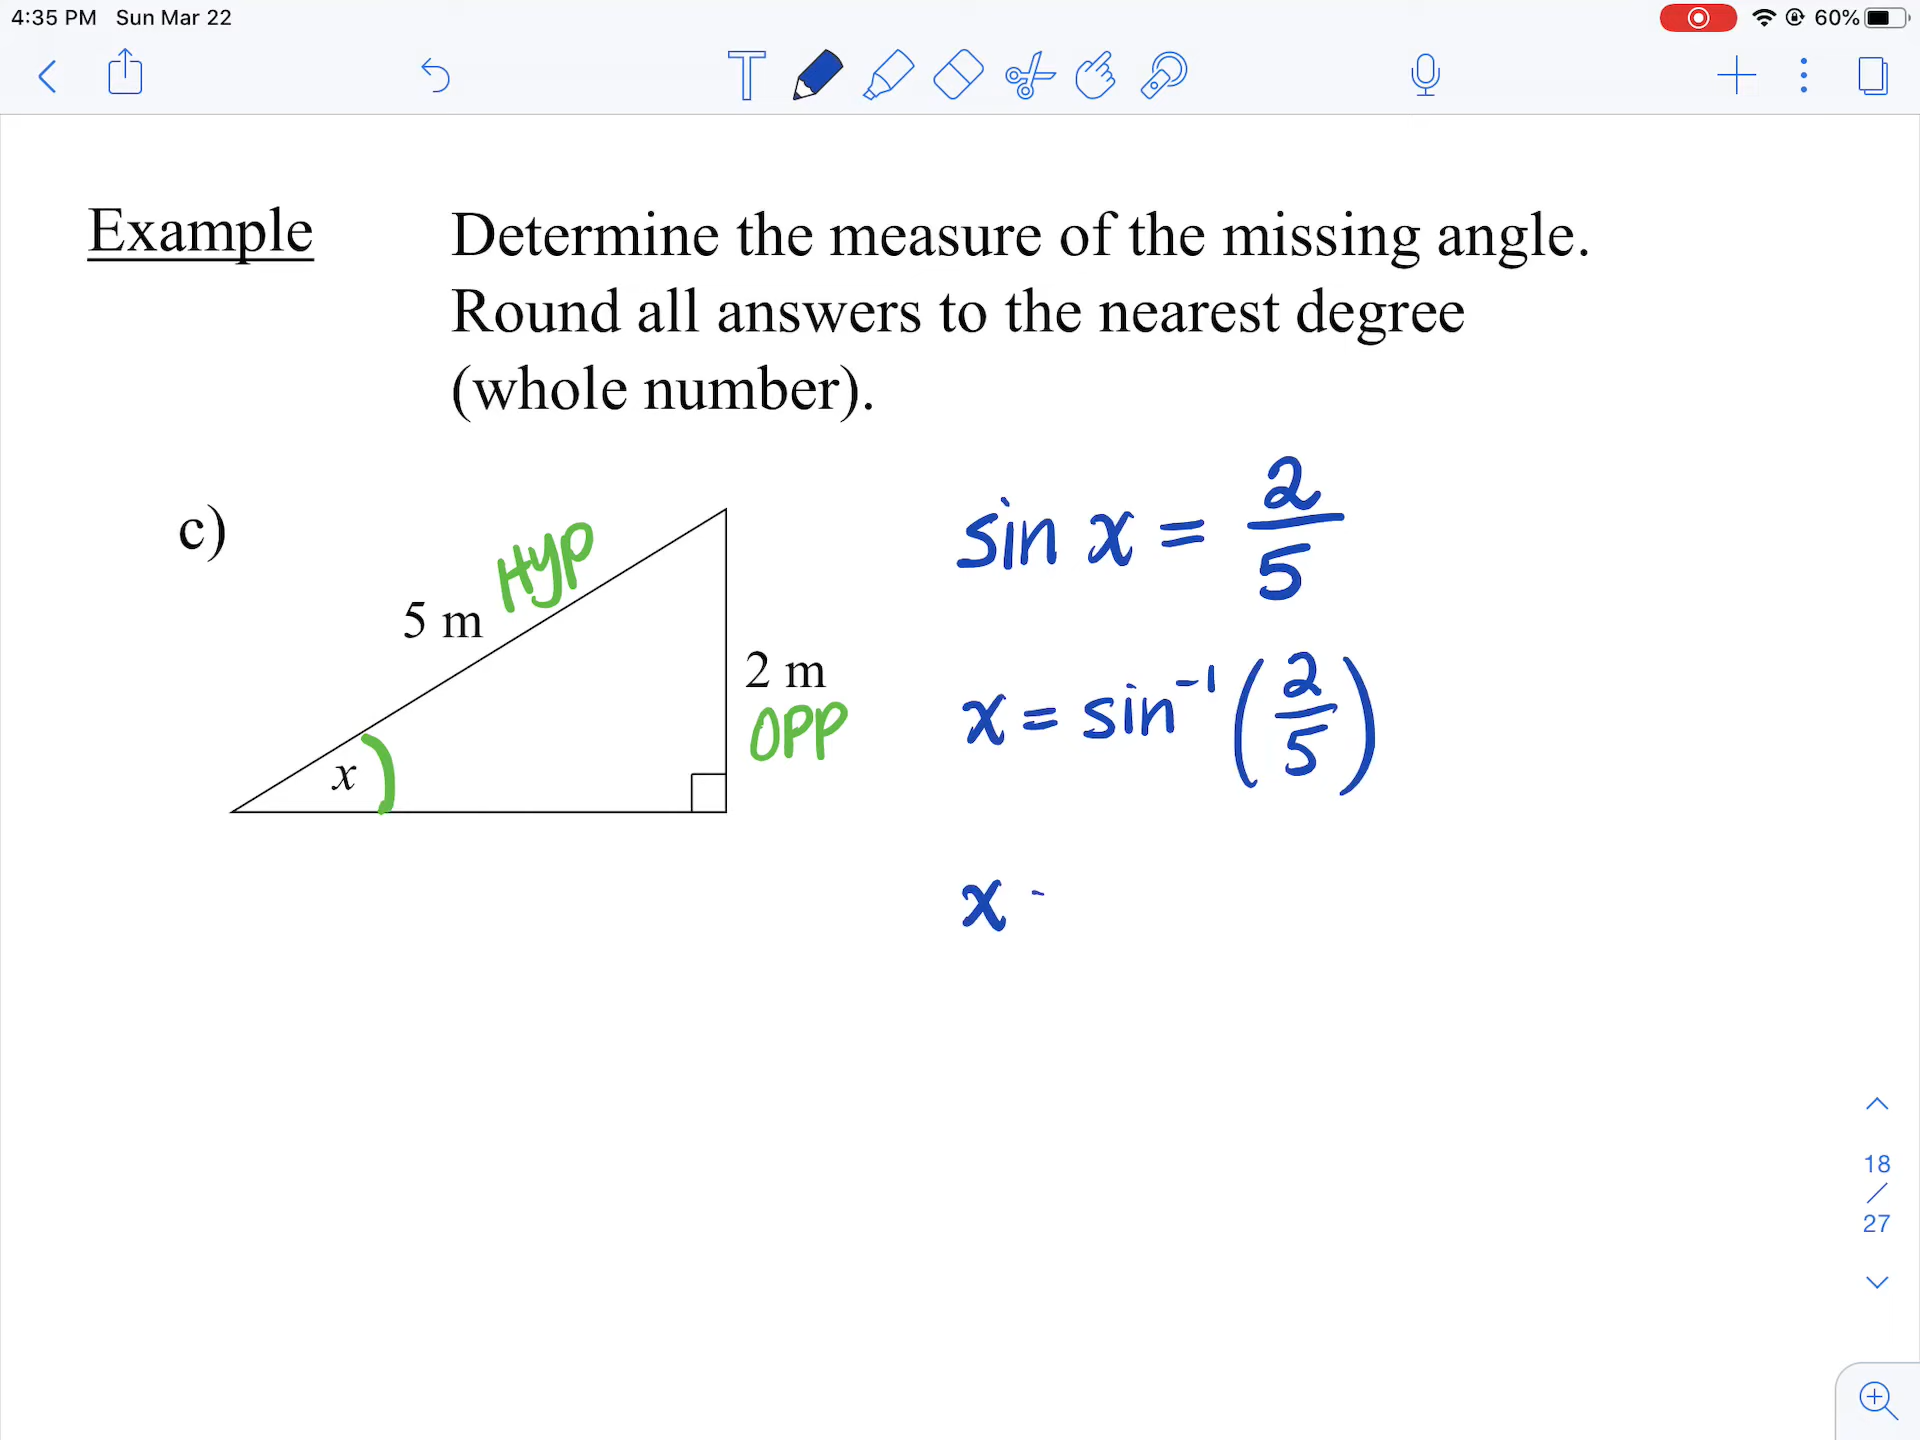 4:35 PM Sun Mar 22
60%
T
Example
Determine the measure of the missing angle.
Round all answers to the nearest degree
(whole number).
c)
5 m
HYP
2 m
OPP
x
sin x = 2/5
x = sin⁻¹ (2/5)
x -
18
/
27